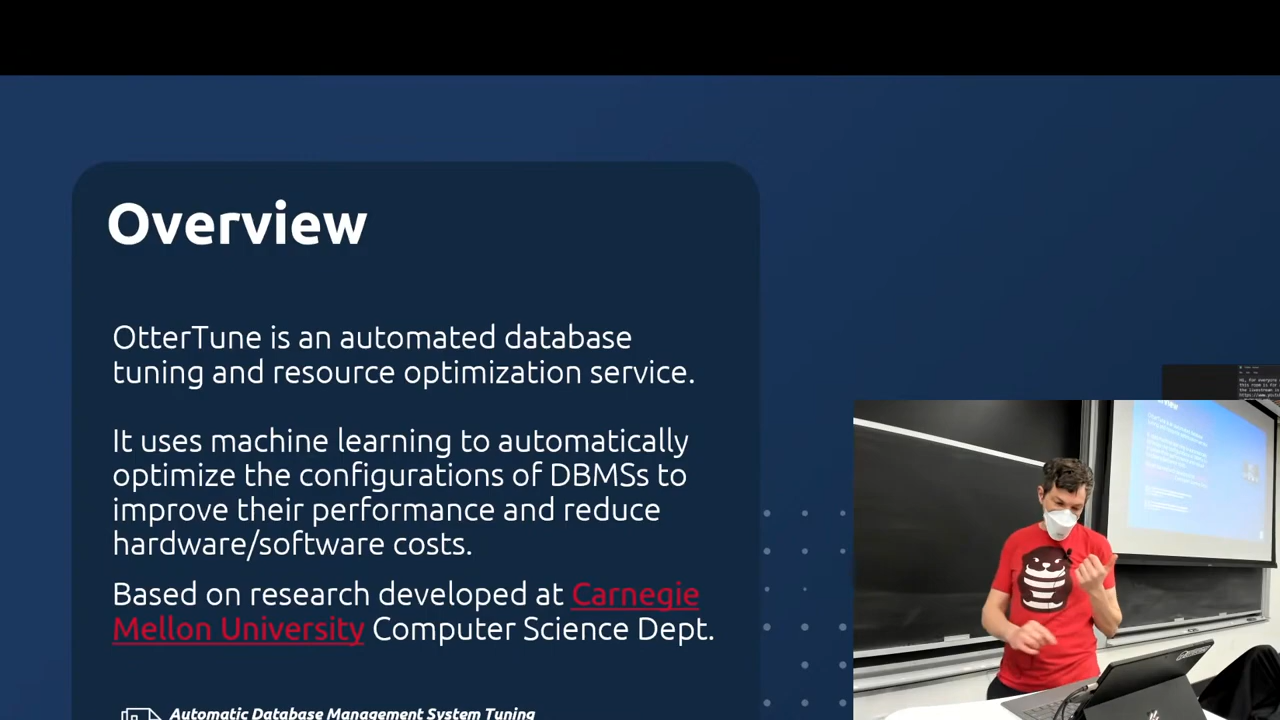 Overview
OtterTune is an automated database
tuning and resource optimization service.
It uses machine learning to automatically
optimize the configurations of DBMSs to
improve their performance and reduce
hardware/software costs.
Based on research developed at Carnegie
Mellon University Computer Science Dept.
Automatic Database Management System Tuning